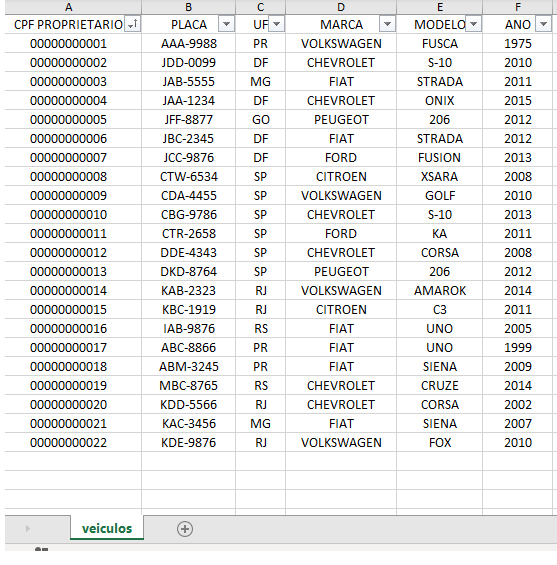 A B C D E F
CPF PROPRIETARIO PLACA UF MARCA MODELO ANO
00000000001 AAA-9988 PR VOLKSWAGEN FUSCA 1975
00000000002 JDD-0099 DF CHEVROLET S-10 2010
00000000003 JAB-5555 MG FIAT STRADA 2011
00000000004 JAA-1234 DF CHEVROLET ONIX 2015
00000000005 JFF-8877 GO PEUGEOT 206 2012
00000000006 JBC-2345 DF FIAT STRADA 2012
00000000007 JCC-9876 DF FORD FUSION 2013
00000000008 CTW-6534 SP CITROEN XSARA 2008
00000000009 CDA-4455 SP VOLKSWAGEN GOLF 2010
00000000010 CBG-9786 SP CHEVROLET S-10 2013
00000000011 CTR-2658 SP FORD KA 2011
00000000012 DDE-4343 SP CHEVROLET CORSA 2008
00000000013 DKD-8764 SP PEUGEOT 206 2012
00000000014 KAB-2323 RJ VOLKSWAGEN AMAROK 2014
00000000015 KBC-1919 RJ CITROEN C3 2011
00000000016 IAB-9876 RS FIAT UNO 2005
00000000017 ABC-8866 PR FIAT UNO 1999
00000000018 ABM-3245 PR FIAT SIENA 2009
00000000019 MBC-8765 RS CHEVROLET CRUZE 2014
00000000020 KDD-5566 RJ CHEVROLET CORSA 2002
00000000021 KAC-3456 MG FIAT SIENA 2007
00000000022 KDE-9876 RJ VOLKSWAGEN FOX 2010
veiculos